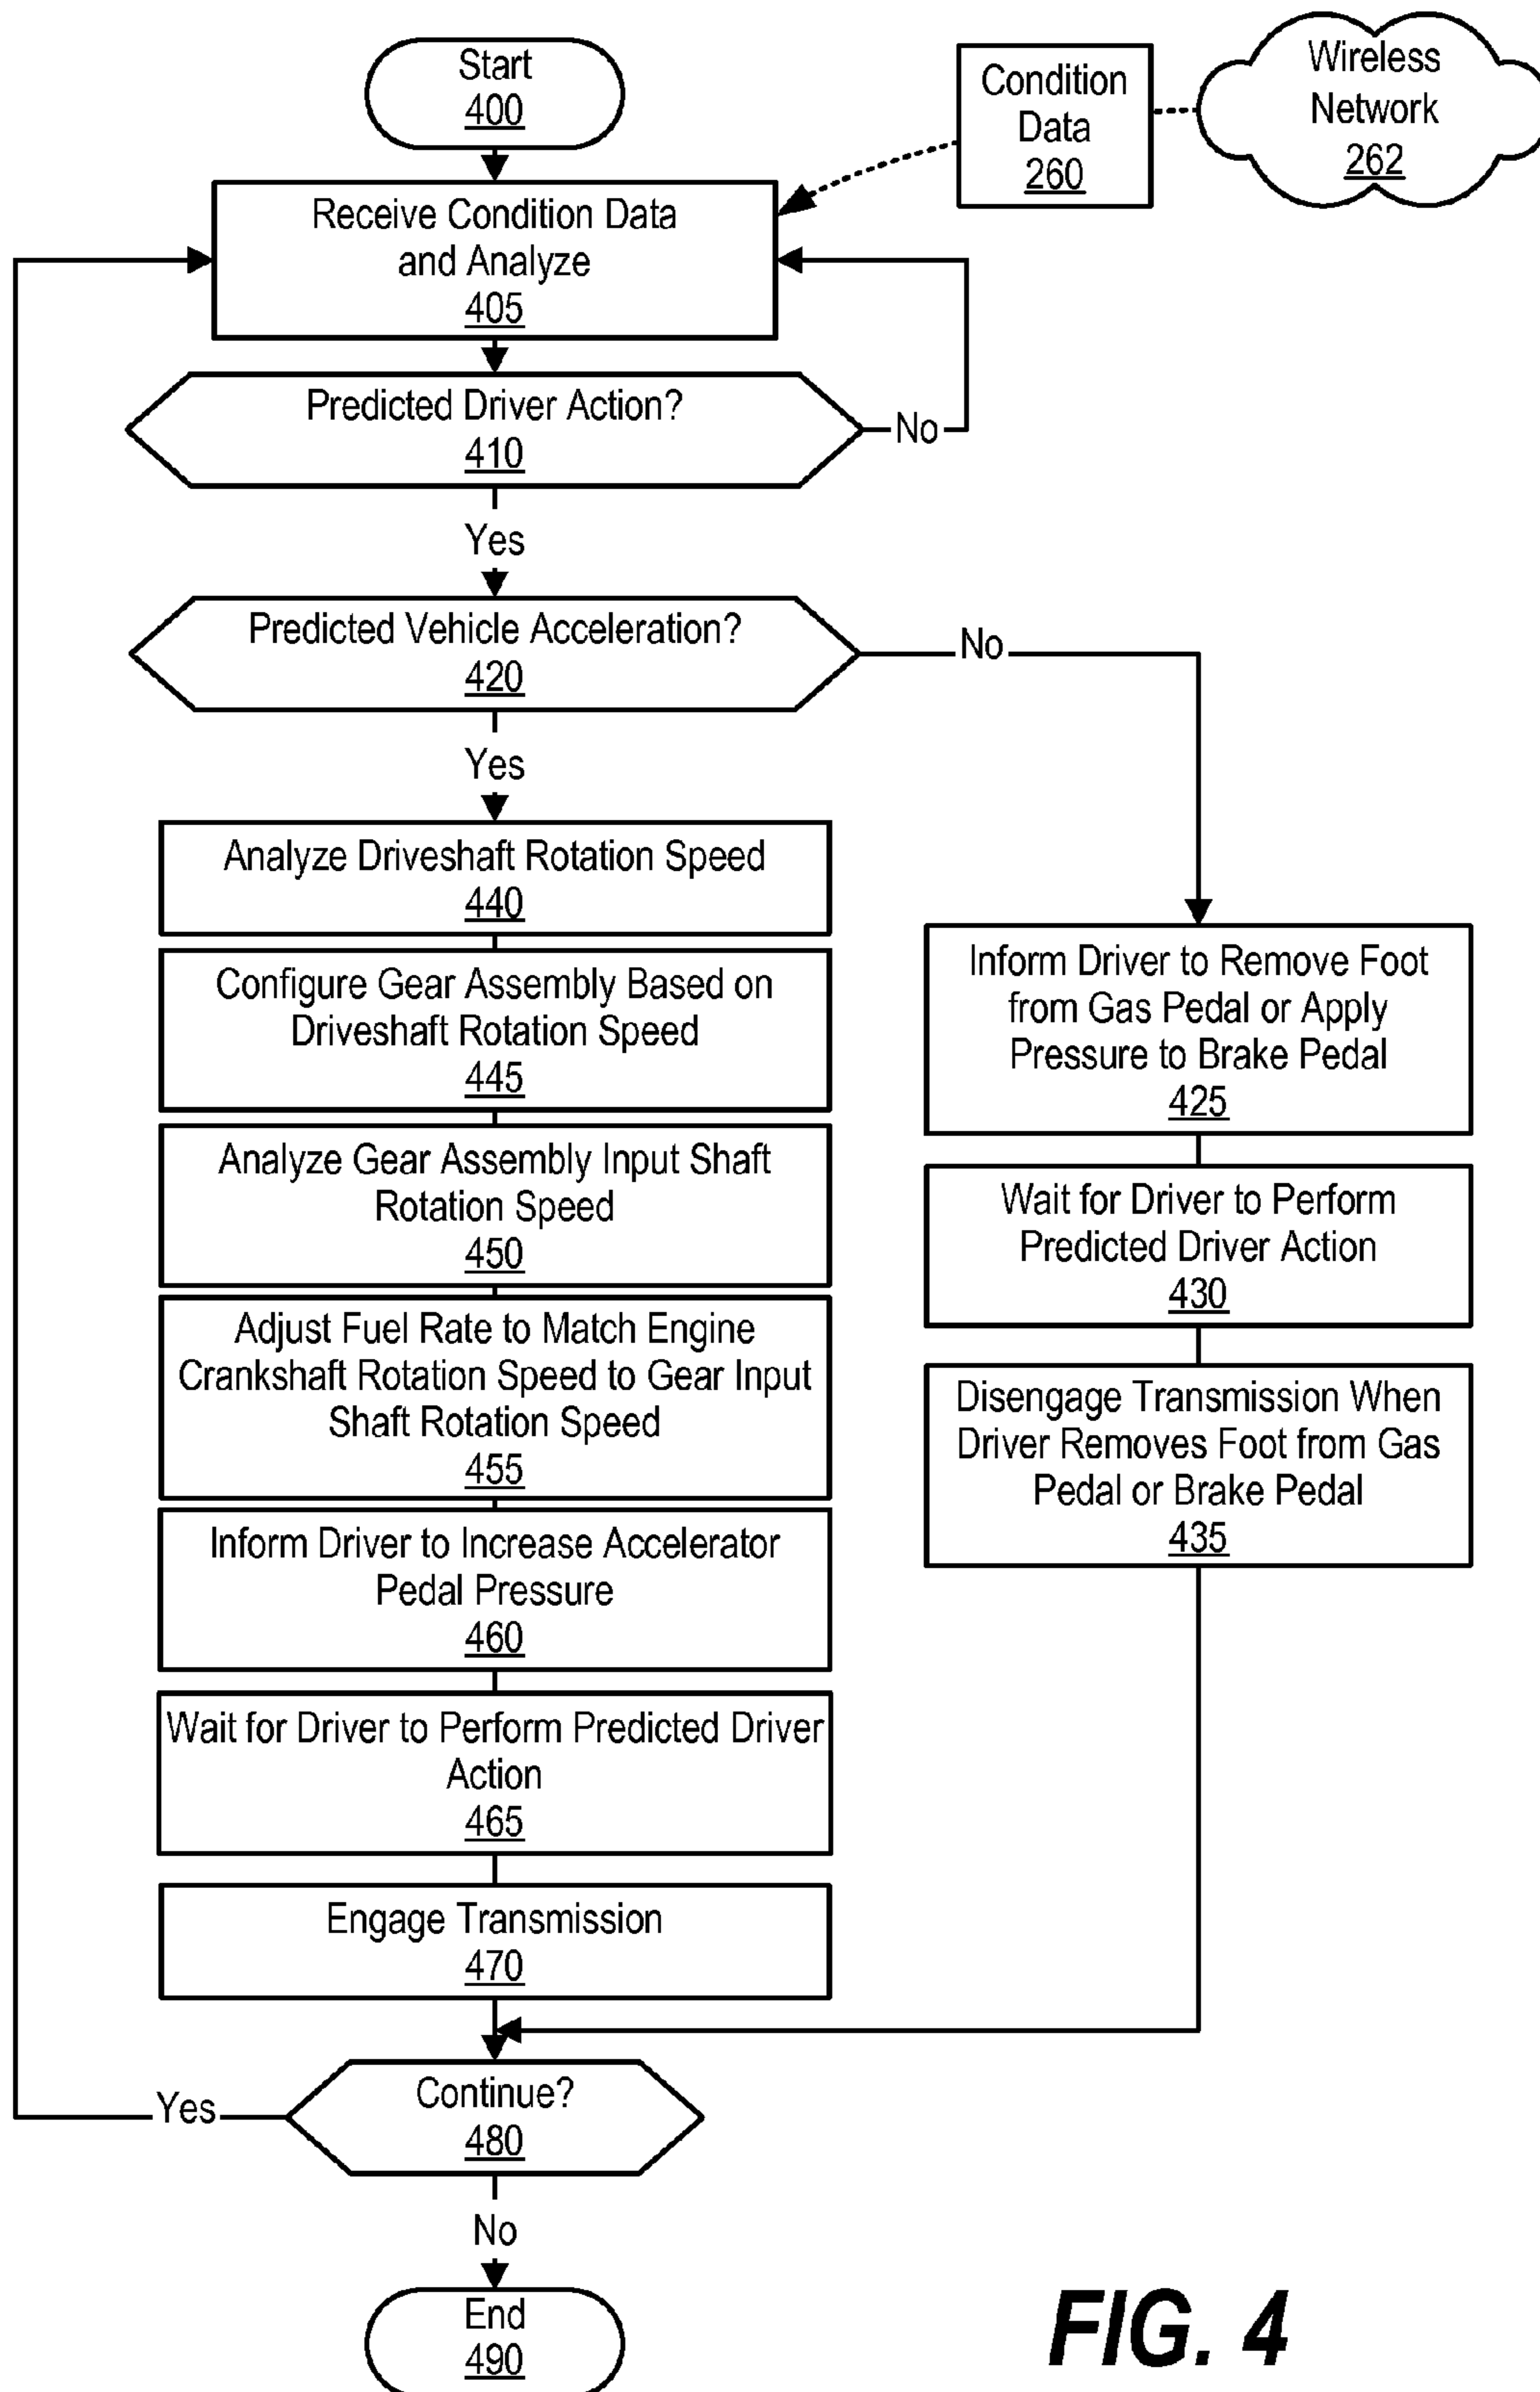 Start
400
Condition
Data
260
Wireless
Network
262
Receive Condition Data
and Analyze
405
Predicted Driver Action?
410
No
Yes
Predicted Vehicle Acceleration?
420
No
Yes
Analyze Driveshaft Rotation Speed
440
Configure Gear Assembly Based on
Driveshaft Rotation Speed
445
Analyze Gear Assembly Input Shaft
Rotation Speed
450
Adjust Fuel Rate to Match Engine
Crankshaft Rotation Speed to Gear Input
Shaft Rotation Speed
455
Inform Driver to Increase Accelerator
Pedal Pressure
460
Wait for Driver to Perform Predicted Driver
Action
465
Engage Transmission
470
Inform Driver to Remove Foot
from Gas Pedal or Apply
Pressure to Brake Pedal
425
Wait for Driver to Perform
Predicted Driver Action
430
Disengage Transmission When
Driver Removes Foot from Gas
Pedal or Brake Pedal
435
Continue?
480
Yes
No
End
490
FIG. 4